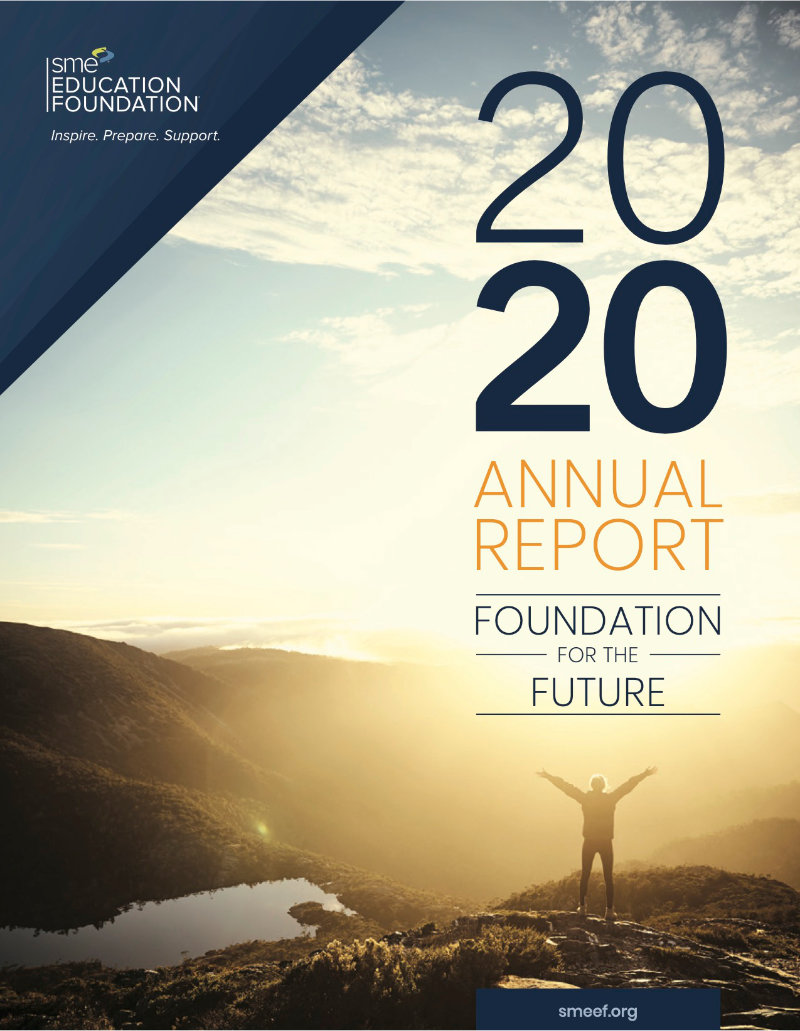 sme
EDUCATION
FOUNDATION
Inspire. Prepare. Support.
20
20
ANNUAL
REPORT
FOUNDATION
FOR THE
FUTURE
smeef.org